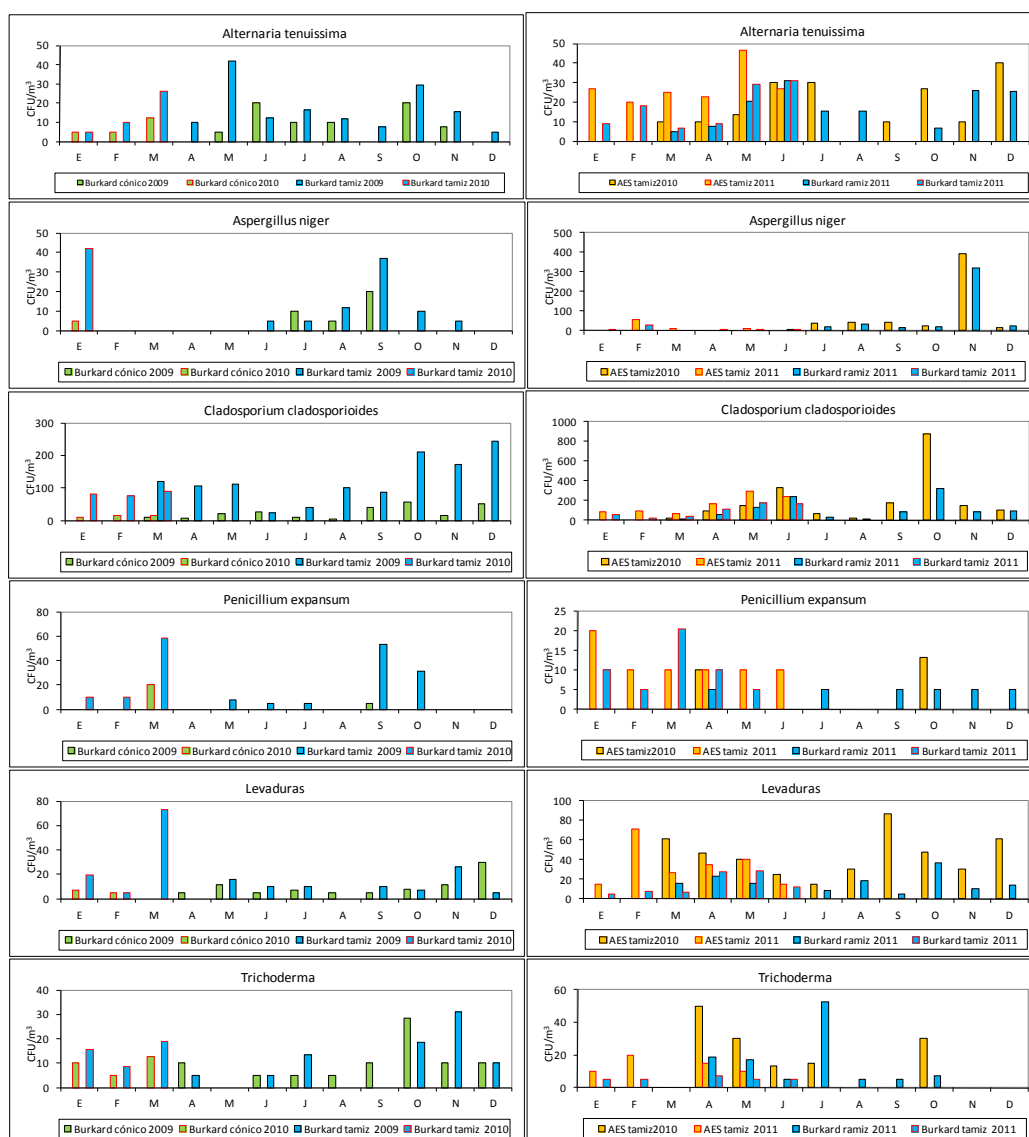 Alternaria tenuissima
50
40
30
20
10
0
CFU/m³
E F M A M J J A S O N D
Burkard cónico 2009 Burkard cónico 2010 Burkard tamiz 2009 Burkard tamiz 2010
Alternaria tenuissima
50
40
30
20
10
0
CFU/m³
E F M A M J J A S O N D
AES tamiz2010 AES tamiz 2011 Burkard ramiz 2011 Burkard tamiz 2011
Aspergillus niger
50
40
30
20
10
0
CFU/m³
E F M A M J J A S O N D
Burkard cónico 2009 Burkard cónico 2010 Burkard tamiz 2009 Burkard tamiz 2010
Aspergillus niger
500
400
300
200
100
0
CFU/m³
E F M A M J J A S O N D
AES tamiz2010 AES tamiz 2011 Burkard ramiz 2011 Burkard tamiz 2011
Cladosporium cladosporioides
300
200
100
0
CFU/m³
E F M A M J J A S O N D
Burkard cónico 2009 Burkard cónico 2010 Burkard tamiz 2009 Burkard tamiz 2010
Cladosporium cladosporioides
1000
800
600
400
200
0
CFU/m³
E F M A M J J A S O N D
AES tamiz2010 AES tamiz 2011 Burkard ramiz 2011 Burkard tamiz 2011
Penicillium expansum
80
60
40
20
0
CFU/m³
E F M A M J J A S O N D
Burkard cónico 2009 Burkard cónico 2010 Burkard tamiz 2009 Burkard tamiz 2010
Penicillium expansum
25
20
15
10
5
0
CFU/m³
E F M A M J J A S O N D
AES tamiz2010 AES tamiz 2011 Burkard ramiz 2011 Burkard tamiz 2011
Levaduras
80
60
40
20
0
CFU/m³
E F M A M J J A S O N D
Burkard cónico 2009 Burkard cónico 2010 Burkard tamiz 2009 Burkard tamiz 2010
Levaduras
100
80
60
40
20
0
CFU/m³
E F M A M J J A S O N D
AES tamiz2010 AES tamiz 2011 Burkard ramiz 2011 Burkard tamiz 2011
Trichoderma
40
30
20
10
0
CFU/m³
E F M A M J J A S O N D
Burkard cónico 2009 Burkard cónico 2010 Burkard tamiz 2009 Burkard tamiz 2010
Trichoderma
60
40
20
0
CFU/m³
E F M A M J J A S O N D
AES tamiz2010 AES tamiz 2011 Burkard ramiz 2011 Burkard tamiz 2011